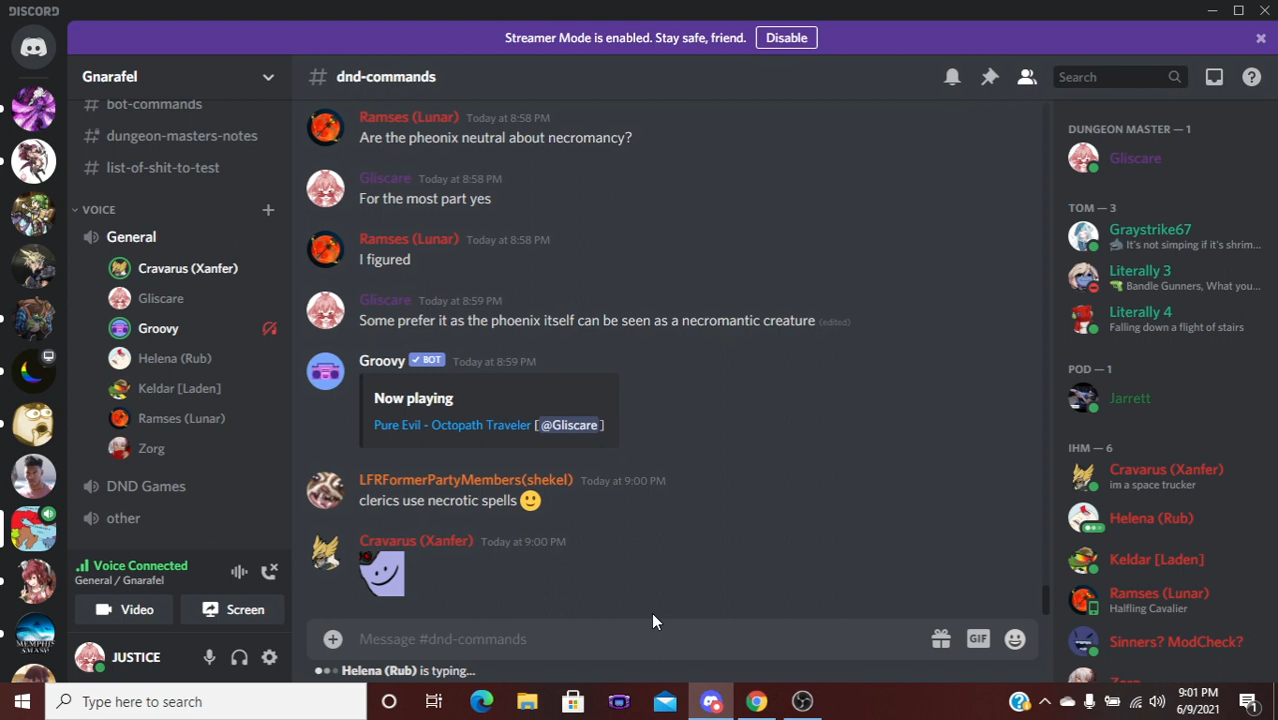 DISCORD
Streamer Mode is enabled. Stay safe, friend. Disable
Gnarafel
bot-commands
dungeon-masters-notes
list-of-shit-to-test
VOICE
General
Cravarus (Xanfer)
Gliscare
Groovy
Helena (Rub)
Keldar [Laden]
Ramses (Lunar)
Zorg
DND Games
other
Voice Connected
General / Gnarafel
Video
Screen
JUSTICE
# dnd-commands
Search
Ramses (Lunar) Today at 8:58 PM
Are the pheonix neutral about necromancy?
Gliscare Today at 8:58 PM
For the most part yes
Ramses (Lunar) Today at 8:58 PM
I figured
Gliscare Today at 8:59 PM
Some prefer it as the phoenix itself can be seen as a necromantic creature (edited)
Groovy BOT Today at 8:59 PM
Now playing
Pure Evil - Octopath Traveler [@Gliscare]
LFRFormerPartyMembers(shekel) Today at 9:00 PM
clerics use necrotic spells
Cravarus (Xanfer) Today at 9:00 PM
Message #dnd-commands
GIF
Helena (Rub) is typing...
DUNGEON MASTER — 1
Gliscare
TOM — 3
Graystrike67
It's not simping if it's shrim...
Literally 3
Bandle Gunners, What you...
Literally 4
Falling down a flight of stairs
POD — 1
Jarrett
IHM — 6
Cravarus (Xanfer)
im a space trucker
Helena (Rub)
Keldar [Laden]
Ramses (Lunar)
Halfling Cavalier
Sinners? ModCheck?
Zorg
Type here to search
9:01 PM
6/9/2021
1